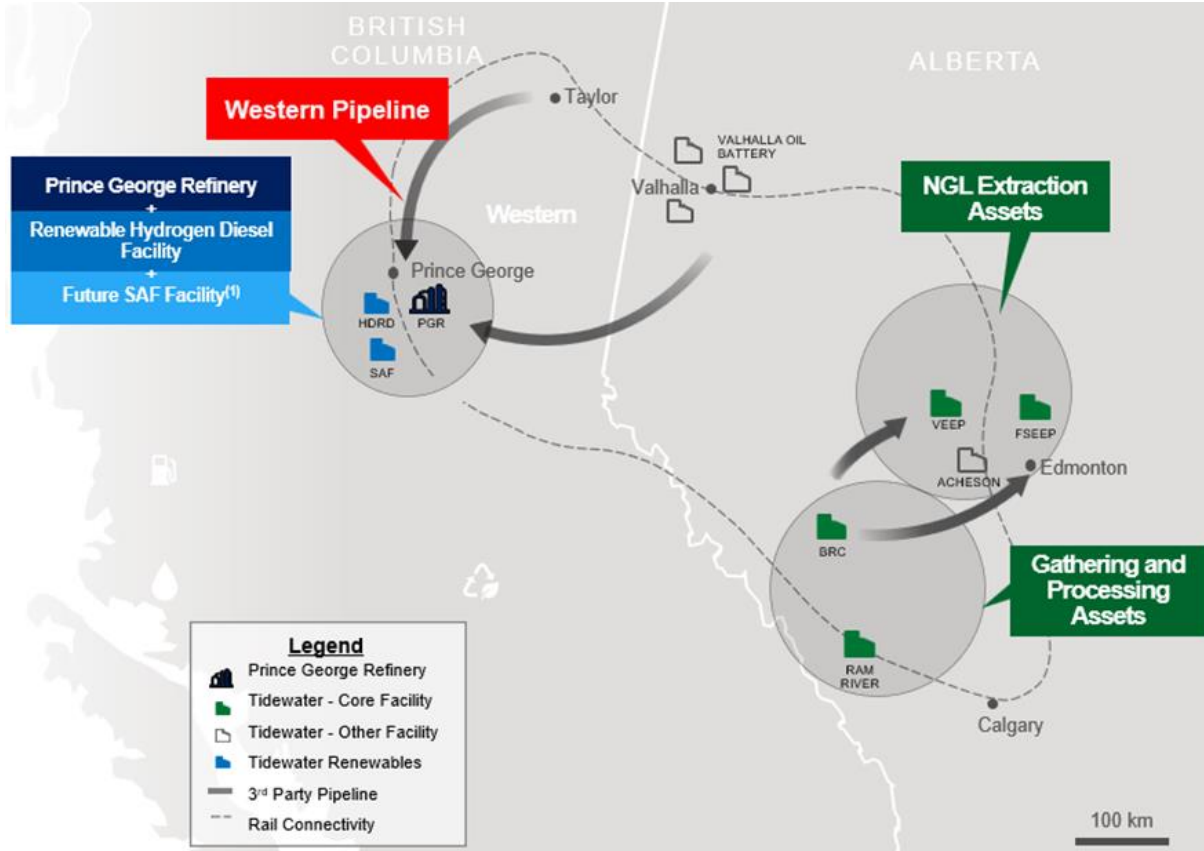 BRITISH
COLUMBIA
ALBERTA
Western Pipeline
Taylor
VALHALLA OIL
BATTERY
Valhalla
Prince George Refinery
+
Renewable Hydrogen Diesel
Facility
+
Future SAF Facility(1)
NGL Extraction
Assets
Western
Prince George
HDRD
PGR
SAF
VEEP
FSEEP
ACHESON
Edmonton
BRC
Gathering and
Processing
Assets
RAM
RIVER
Calgary
Legend
Prince George Refinery
Tidewater - Core Facility
Tidewater - Other Facility
Tidewater Renewables
3rd Party Pipeline
Rail Connectivity
100 km